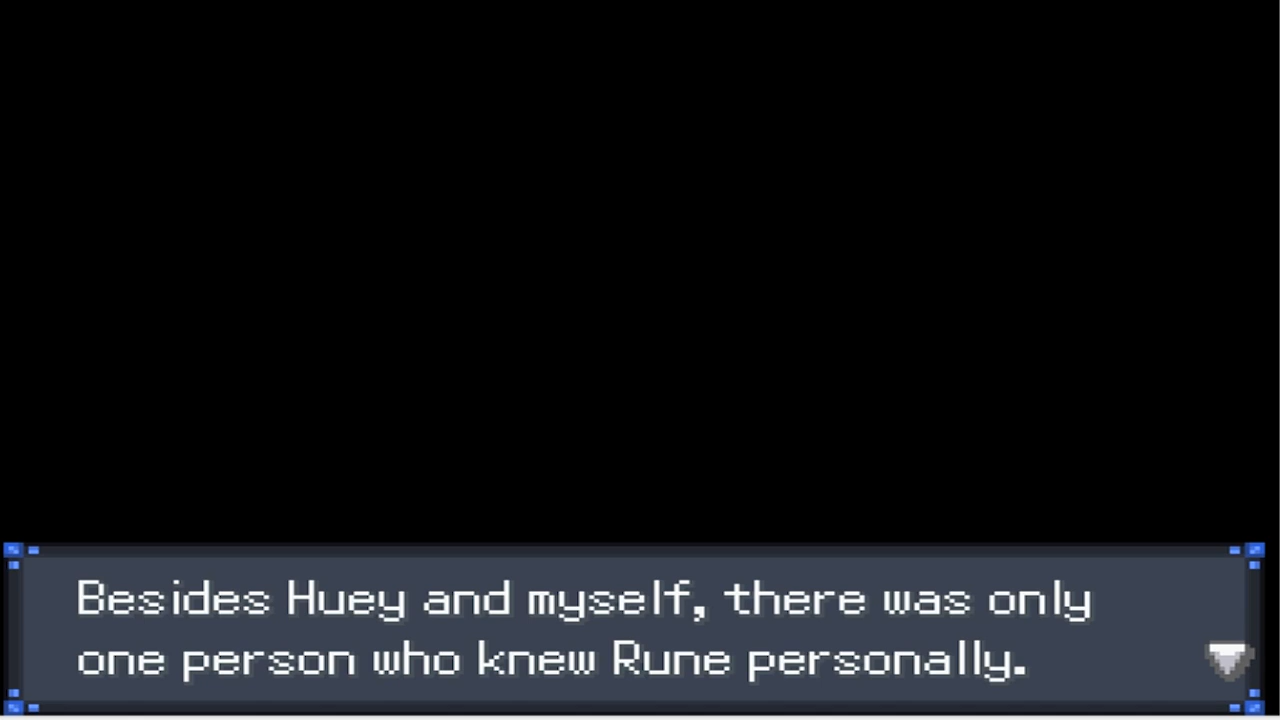 Besides Huey and myself, there was only
one person who knew Rune personally.